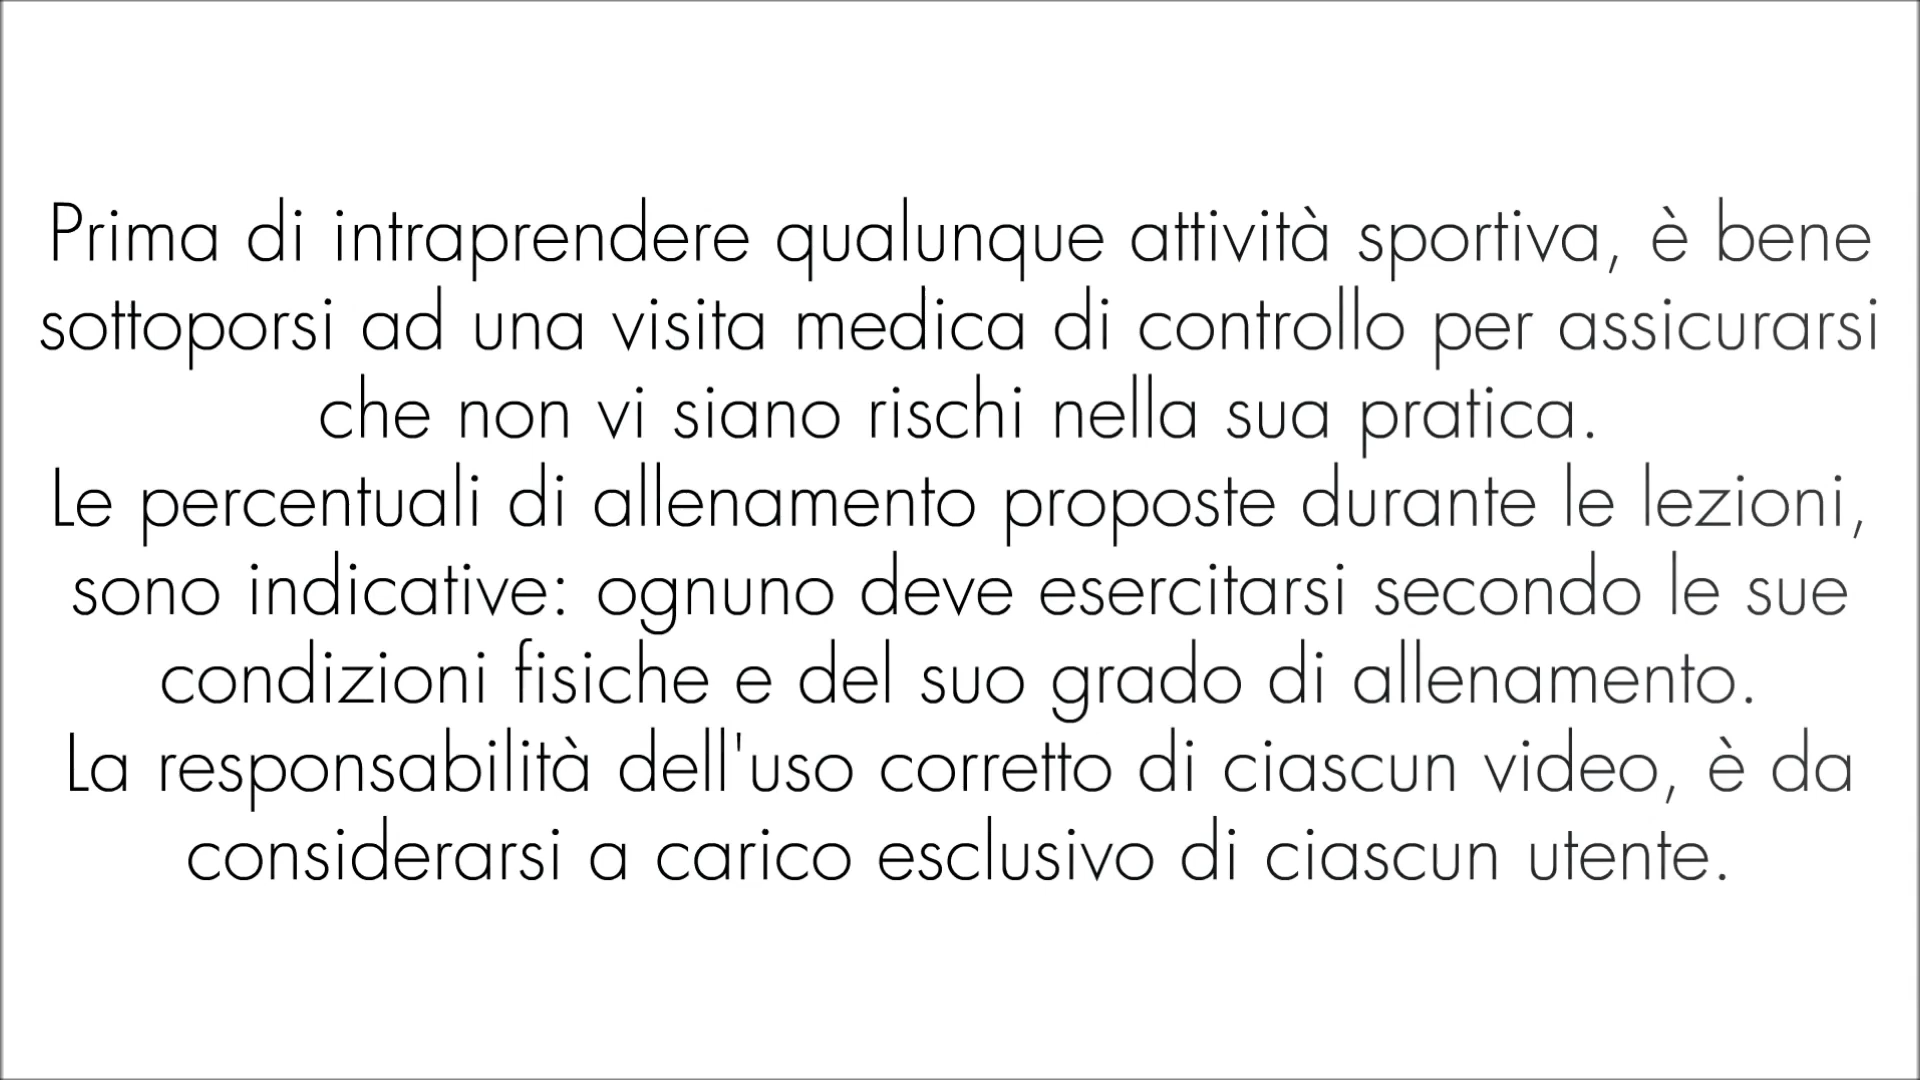 Prima di intraprendere qualunque attività sportiva, è bene
sottoporsi ad una visita medica di controllo per assicurarsi
che non vi siano rischi nella sua pratica.
Le percentuali di allenamento proposte durante le lezioni,
sono indicative: ognuno deve esercitarsi secondo le sue
condizioni fisiche e del suo grado di allenamento.
La responsabilità dell'uso corretto di ciascun video, è da
considerarsi a carico esclusivo di ciascun utente.